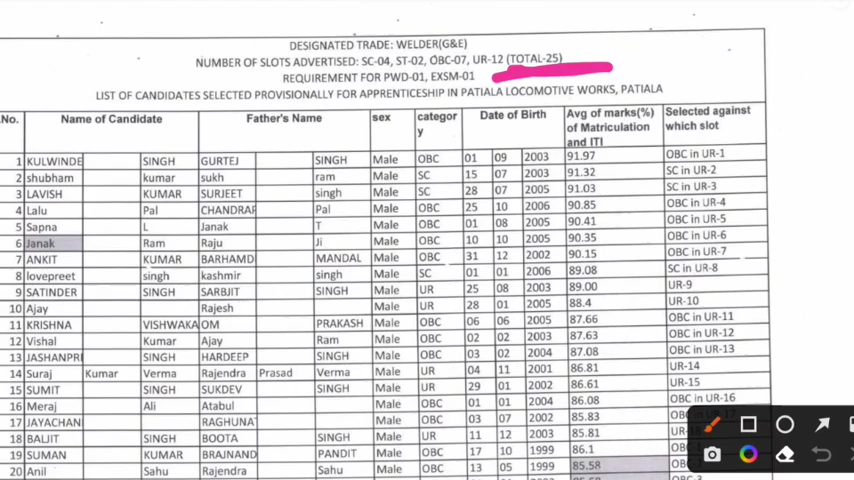 DESIGNATED TRADE: WELDER(G&E)
NUMBER OF SLOTS ADVERTISED: SC-04, ST-02, OBC-07, UR-12 (TOTAL-25)
REQUIREMENT FOR PWD-01, EXSM-01
LIST OF CANDIDATES SELECTED PROVISIONALLY FOR APPRENTICESHIP IN PATIALA LOCOMOTIVE WORKS, PATIALA
.No. Name of Candidate Father's Name sex categor y Date of Birth Avg of marks(%) of Matriculation and ITI Selected against which slot
1 KULWINDE SINGH GURTEJ SINGH Male OBC 01 09 2003 91.97 OBC in UR-1
2 shubham kumar sukh ram Male SC 15 07 2003 91.32 SC in UR-2
3 LAVISH KUMAR SURJEET singh Male SC 28 07 2005 91.03 SC in UR-3
4 Lalu Pal CHANDRAP Pal Male OBC 25 10 2006 90.85 OBC in UR-4
5 Sapna L Janak T Male OBC 01 08 2005 90.41 OBC in UR-5
6 Janak Ram Raju Ji Male OBC 10 10 2005 90.35 OBC in UR-6
7 ANKIT KUMAR BARHAMD MANDAL Male OBC 31 12 2002 90.15 OBC in UR-7
8 lovepreet singh kashmir singh Male SC 01 01 2006 89.08 SC in UR-8
9 SATINDER SINGH SARBJIT SINGH Male UR 25 08 2003 89.00 UR-9
10 Ajay Rajesh Male UR 28 01 2005 88.4 UR-10
11 KRISHNA VISHWAKA OM PRAKASH Male OBC 06 06 2005 87.66 OBC in UR-11
12 Vishal Kumar Ajay Ram Male OBC 02 02 2003 87.63 OBC in UR-12
13 JASHANPRI SINGH HARDEEP SINGH Male OBC 03 02 2004 87.08 OBC in UR-13
14 Suraj Kumar Verma Rajendra Prasad Verma Male UR 04 11 2001 86.81 UR-14
15 SUMIT SINGH SUKDEV SINGH Male UR 29 01 2002 86.61 UR-15
16 Meraj Ali Atabul Male OBC 01 01 2004 86.08 OBC in UR-16
17 JAYACHAN RAGHUNAT Male OBC 03 07 2002 85.83 OBC in UR-17
18 BALJIT SINGH BOOTA SINGH Male UR 11 12 2003 85.81
19 SUMAN KUMAR BRAJNAND PANDIT Male OBC 17 10 1999 86.1
20 Anil Sahu Rajendra Sahu Male OBC 13 05 1999 85.58